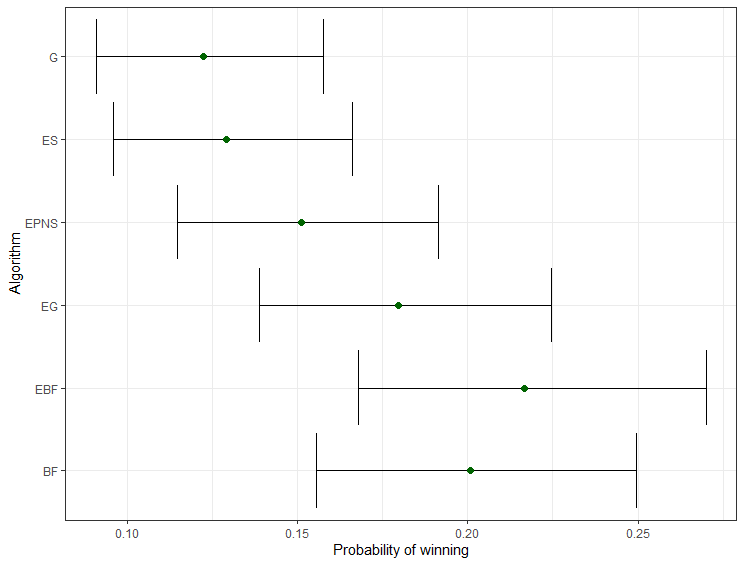 G
ES
EPNS
EG
EBF
BF
Algorithm
0.10 0.15 0.20 0.25
Probability of winning